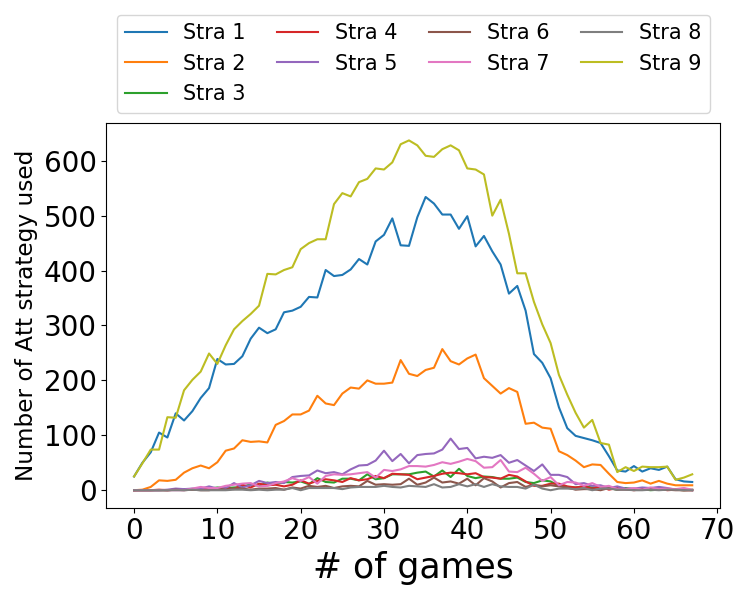 Stra 1 Stra 4 Stra 6 Stra 8
Stra 2 Stra 5 Stra 7 Stra 9
Stra 3
Number of Att strategy used
600
500
400
300
200
100
0
0 10 20 30 40 50 60 70
# of games